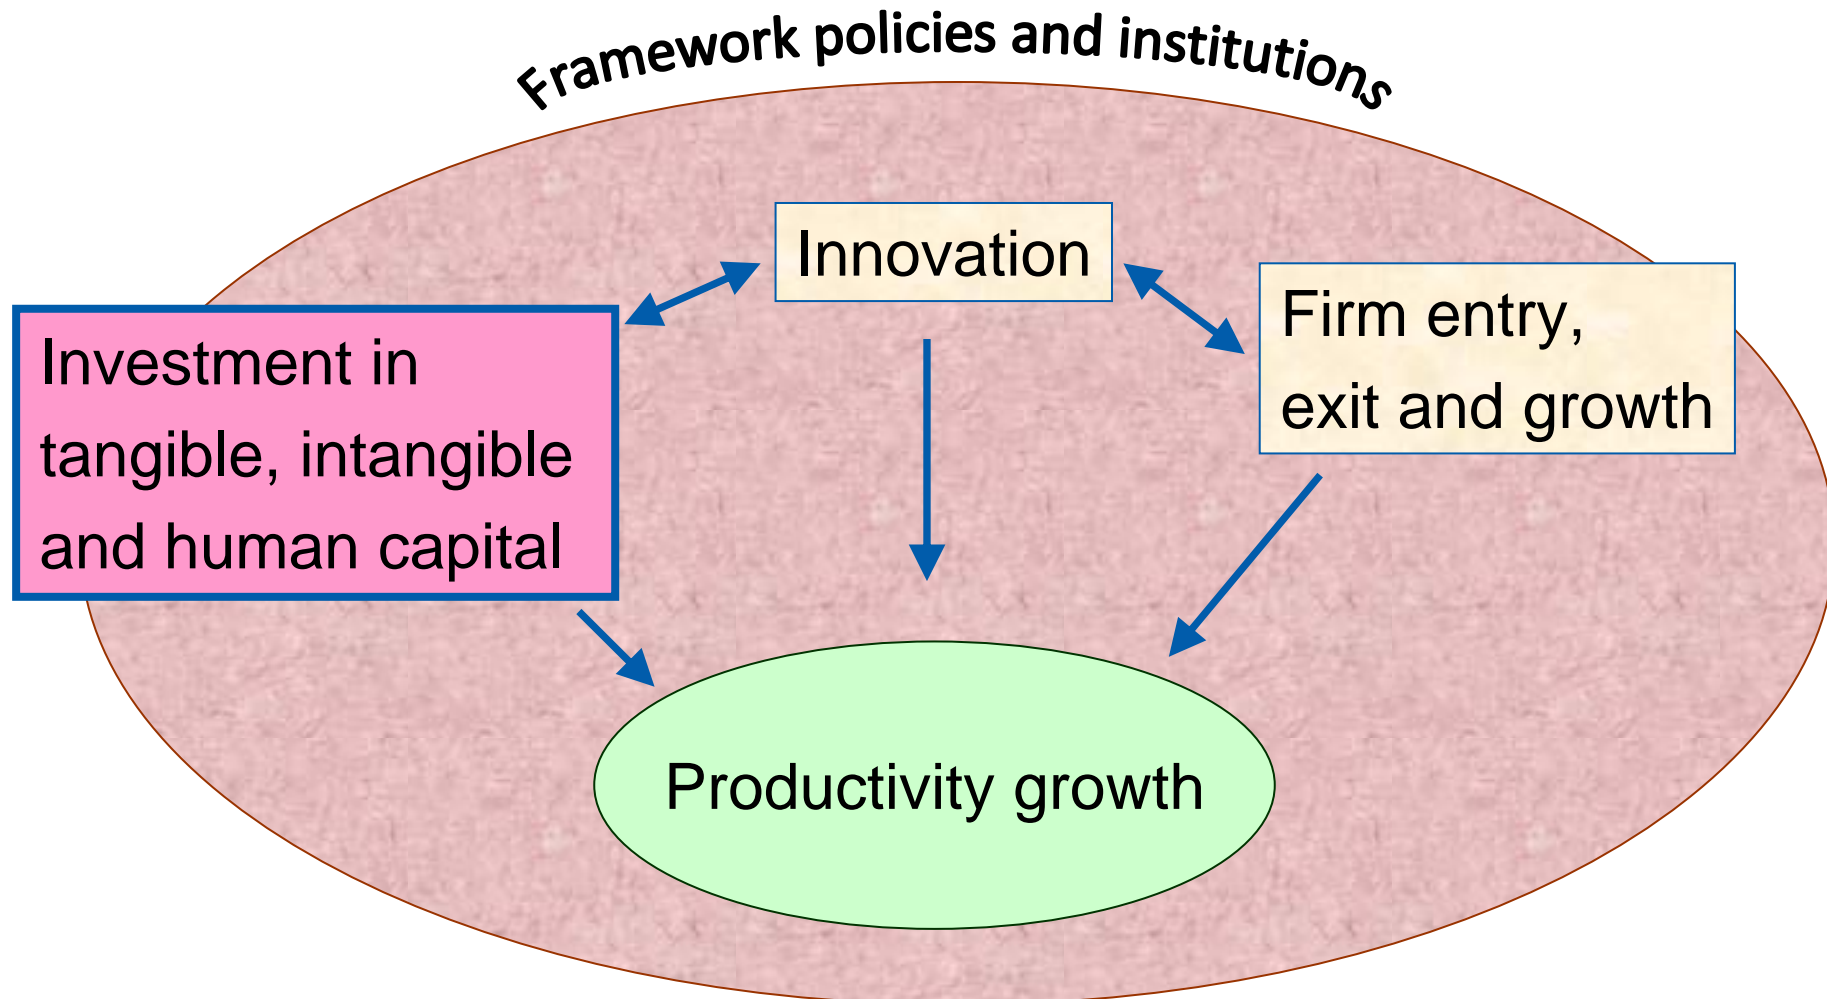 Framework policies and institutions
Innovation
Firm entry,
exit and growth
Investment in
tangible, intangible
and human capital
Productivity growth